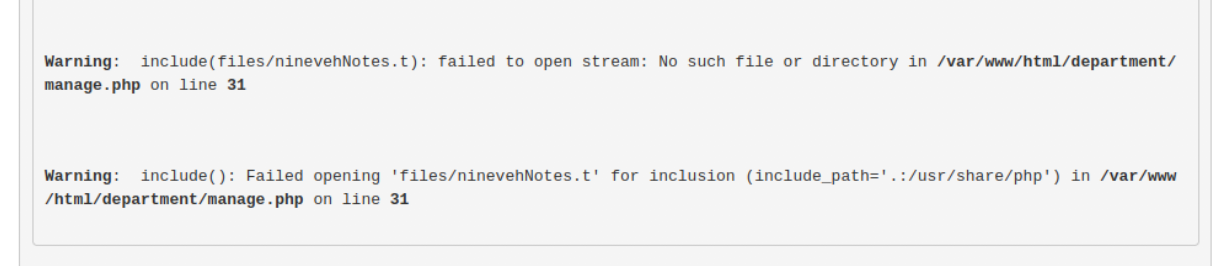 Warning:  include(files/ninevehNotes.t): failed to open stream: No such file or directory in /var/www/html/department/
manage.php on line 31
Warning:  include(): Failed opening 'files/ninevehNotes.t' for inclusion (include_path='.:/usr/share/php') in /var/www
/html/department/manage.php on line 31